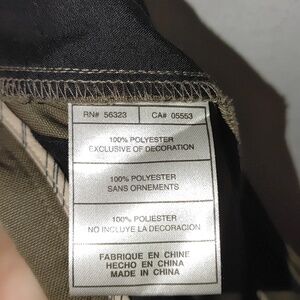 RN# 56323 CA# 05553
100% POLYESTER
EXCLUSIVE OF DECORATION
100% POLYESTER
SANS ORNEMENTS
100% POLIESTER
NO INCLUYE LA DECORACION
FABRIQUE EN CHINE
HECHO EN CHINA
MADE IN CHINA